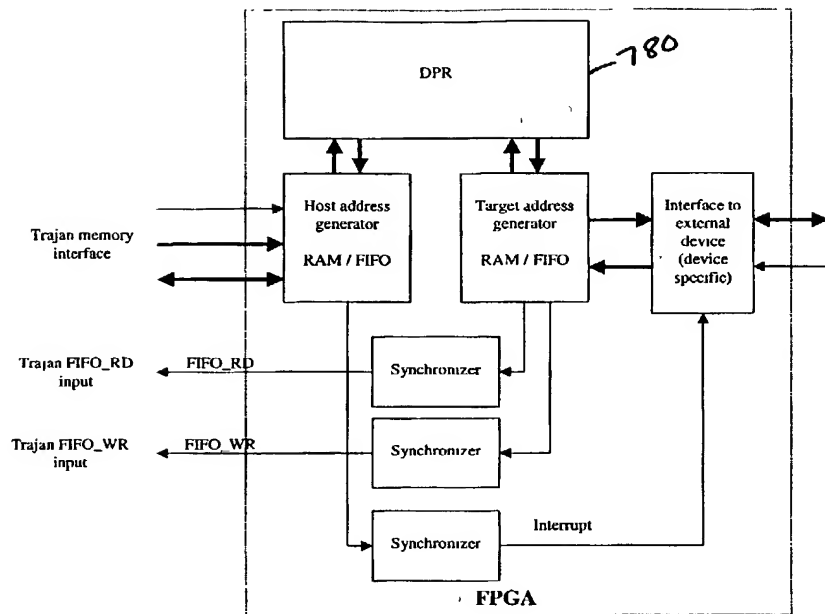 780
DPR
Host address
generator
RAM / FIFO
Target address
generator
RAM / FIFO
Interface to
external
device
(device
specific)
Trajan memory
interface
Trajan FIFO_RD
input
FIFO_RD
Synchronizer
Trajan FIFO_WR
input
FIFO_WR
Synchronizer
Synchronizer
Interrupt
FPGA